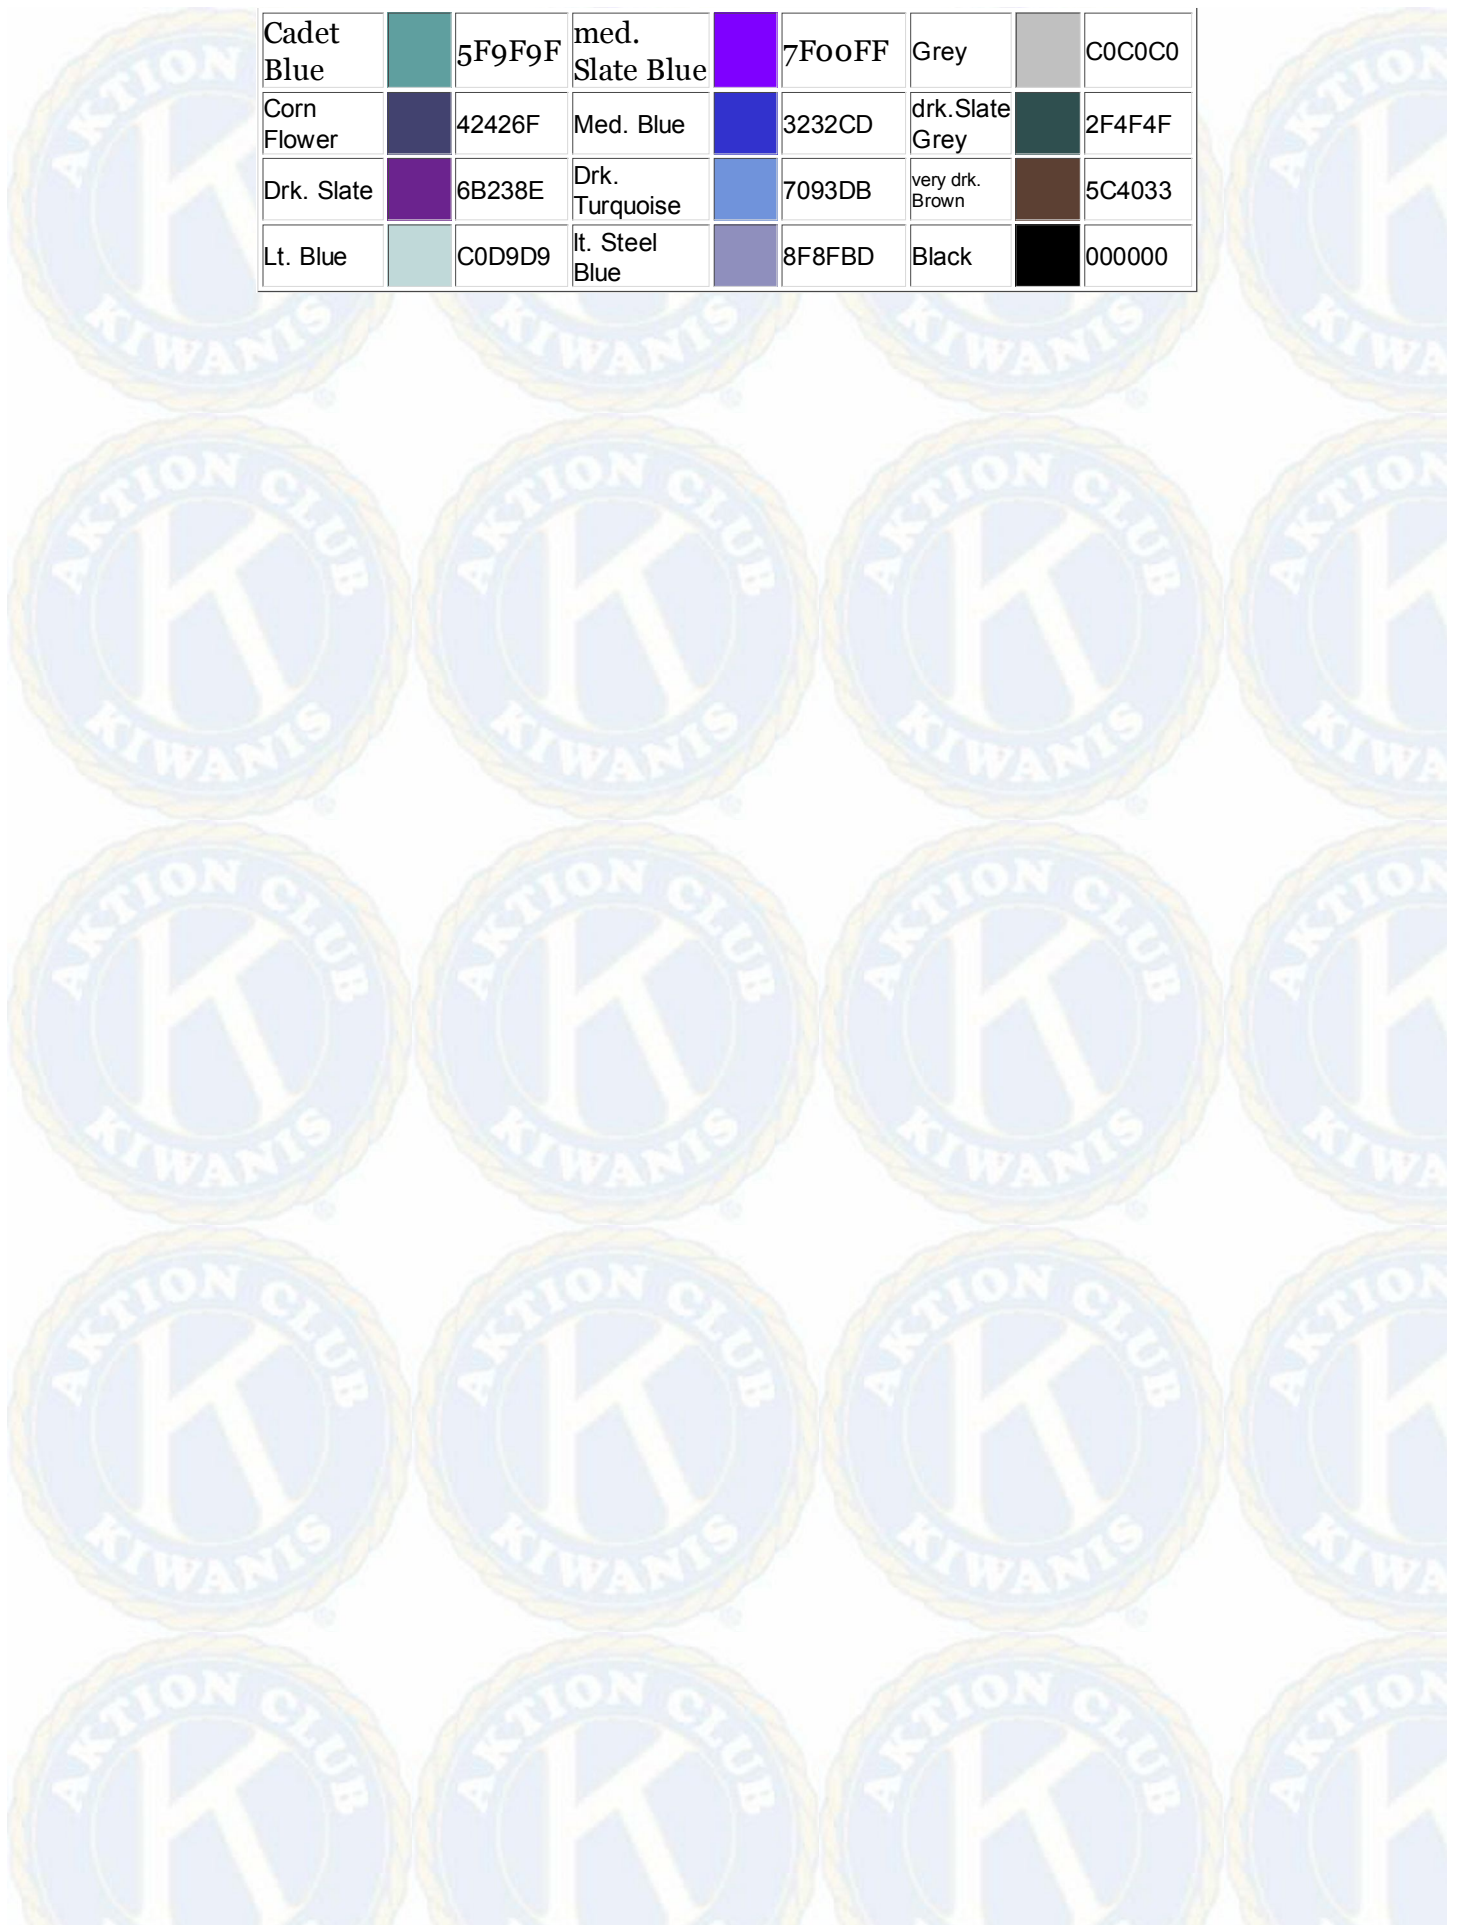 Cadet
Blue
5F9F9F
med.
Slate Blue
7F00FF
Grey
C0C0C0
Corn
Flower
42426F
Med. Blue
3232CD
drk.Slate
Grey
2F4F4F
Drk. Slate
6B238E
Drk.
Turquoise
7093DB
very drk.
Brown
5C4033
Lt. Blue
C0D9D9
lt. Steel
Blue
8F8FBD
Black
000000
AKTION CLUB
K
KIWANIS